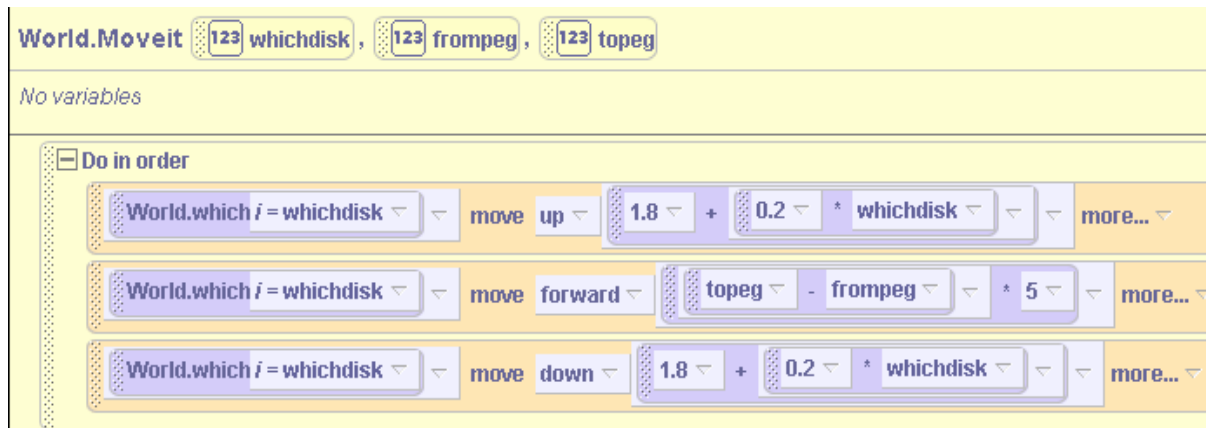 World.Moveit 123 whichdisk, 123 frompeg, 123 topeg
No variables
Do in order
World.which i = whichdisk move up 1.8 + 0.2 * whichdisk more...
World.which i = whichdisk move forward topeg - frompeg * 5 more...
World.which i = whichdisk move down 1.8 + 0.2 * whichdisk more...